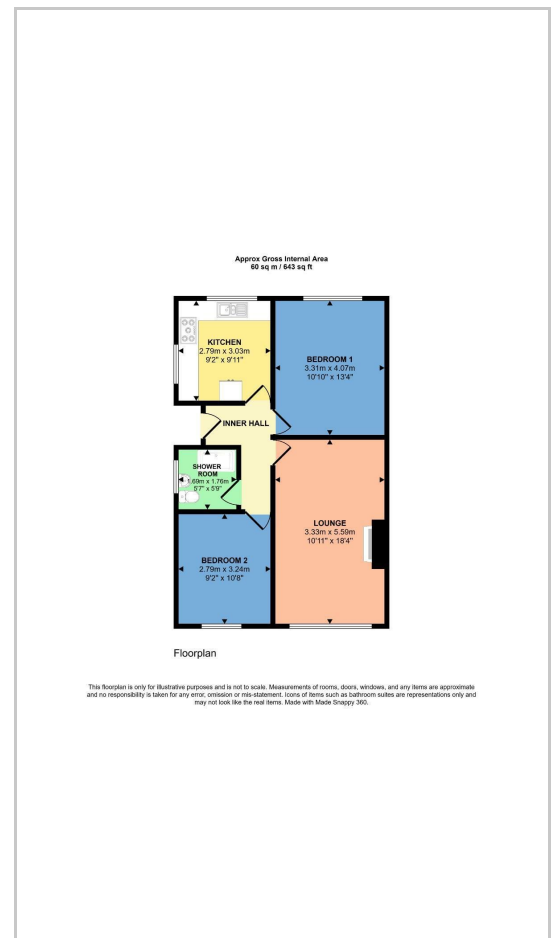 Approx Gross Internal Area
60 sq m / 643 sq ft
KITCHEN
2.79m x 3.03m
9'2" x 9'11"
BEDROOM 1
3.31m x 4.07m
10'10" x 13'4"
INNER HALL
SHOWER
ROOM
1.69m x 1.76m
5'7" x 5'9"
LOUNGE
3.33m x 5.59m
10'11" x 18'4"
BEDROOM 2
2.79m x 3.24m
9'2" x 10'8"
Floorplan
This floorplan is only for illustrative purposes and is not to scale. Measurements of rooms, doors, windows, and any items are approximate
and no responsibility is taken for any error, omission or mis-statement. Icons of items such as bathroom suites are representations only and
may not look like the real items. Made with Made Snappy 360.